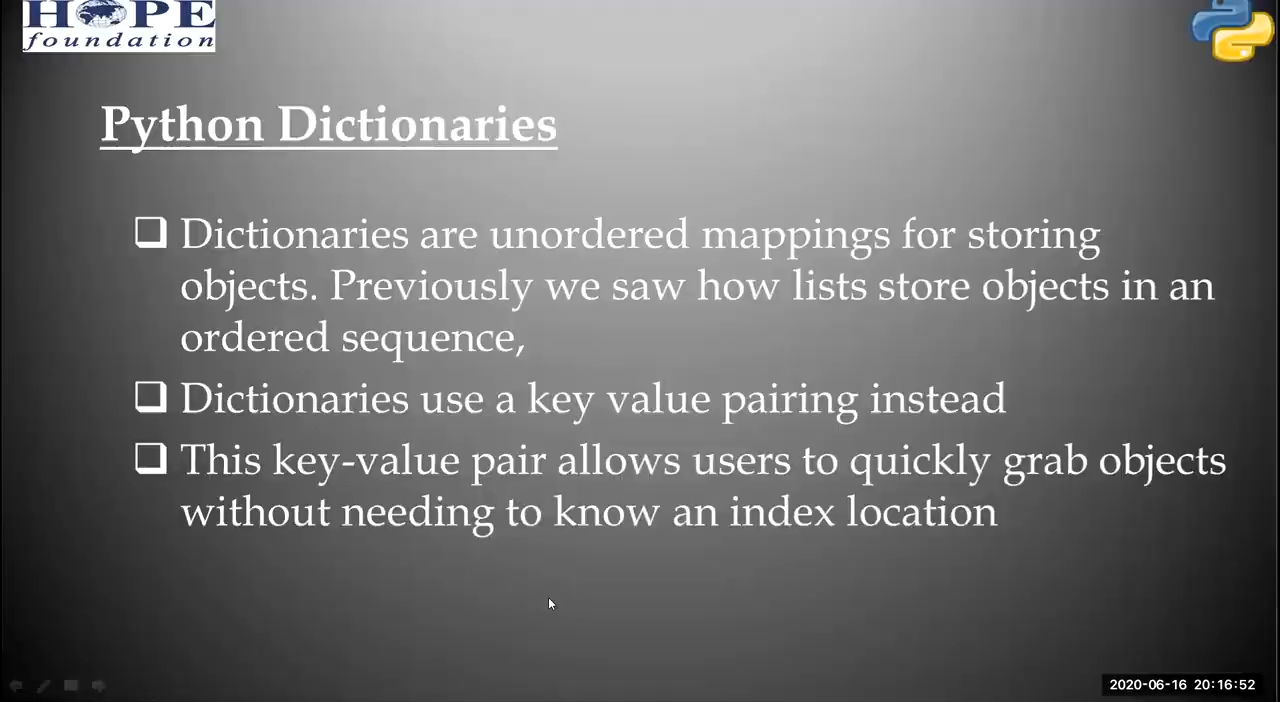 HOPE
foundation
Python Dictionaries
Dictionaries are unordered mappings for storing
objects. Previously we saw how lists store objects in an
ordered sequence,
Dictionaries use a key value pairing instead
This key-value pair allows users to quickly grab objects
without needing to know an index location
2020-06-16 20:16:52